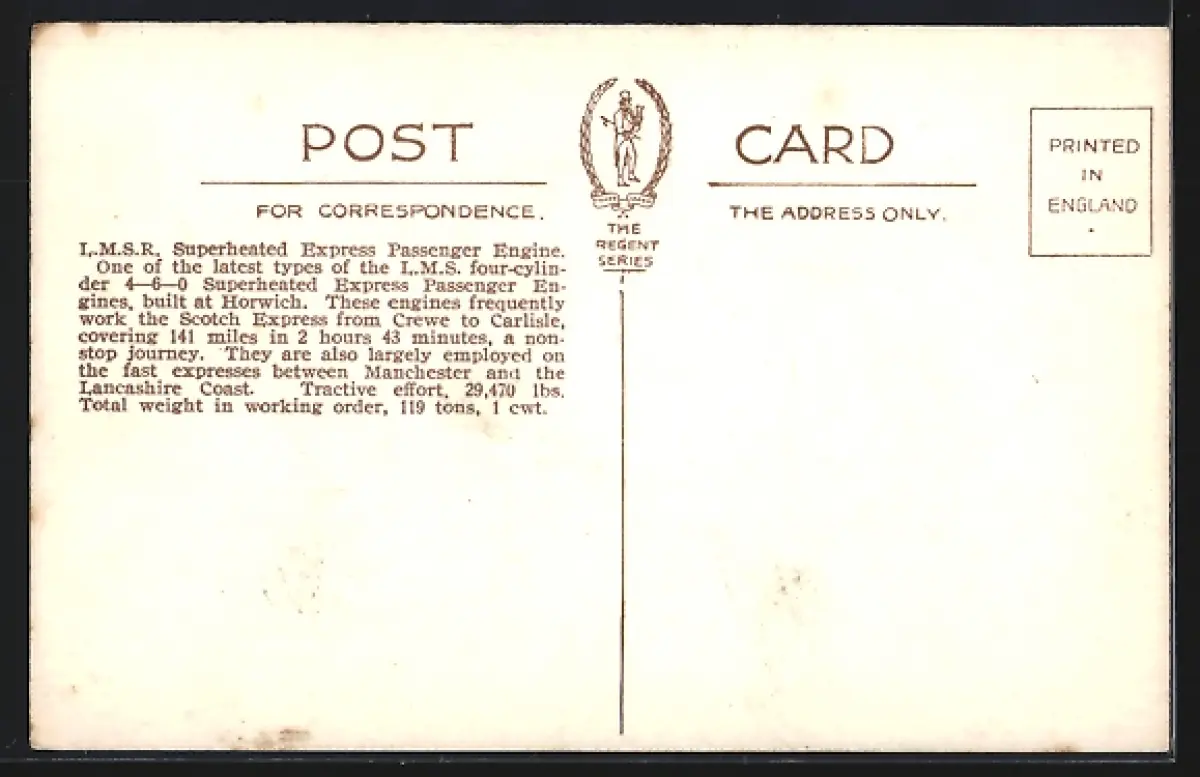 POST CARD
FOR CORRESPONDENCE.
THE ADDRESS ONLY.
PRINTED
IN
ENGLAND
THE
REGENT
SERIES
L.M.S.R. Superheated Express Passenger Engine.
One of the latest types of the L.M.S. four-cylin-
der 4—6—0 Superheated Express Passenger En-
gines, built at Horwich. These engines frequently
work the Scotch Express from Crewe to Carlisle,
covering 141 miles in 2 hours 43 minutes, a non-
stop journey. They are also largely employed on
the fast expresses between Manchester and the
Lancashire Coast. Tractive effort, 29,470 lbs.
Total weight in working order, 119 tons, 1 cwt.